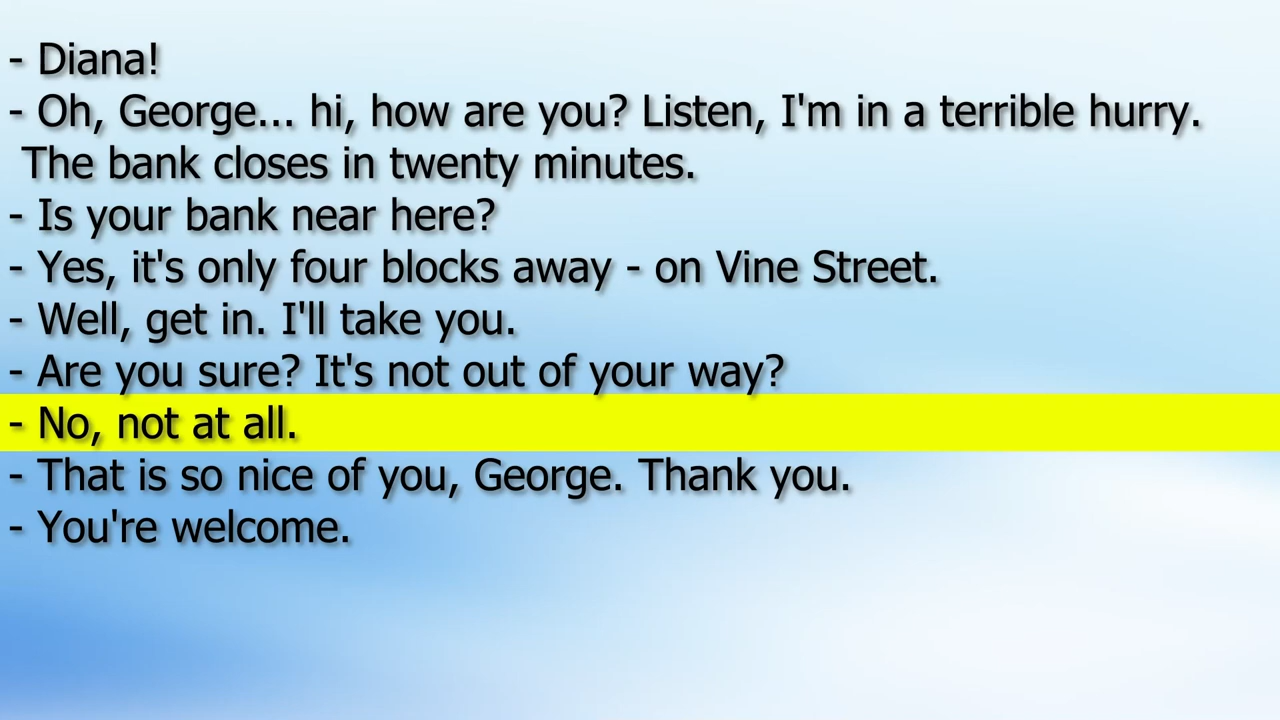 - Diana!
- Oh, George... hi, how are you? Listen, I'm in a terrible hurry.
The bank closes in twenty minutes.
- Is your bank near here?
- Yes, it's only four blocks away - on Vine Street.
- Well, get in. I'll take you.
- Are you sure? It's not out of your way?
- No, not at all.
- That is so nice of you, George. Thank you.
- You're welcome.